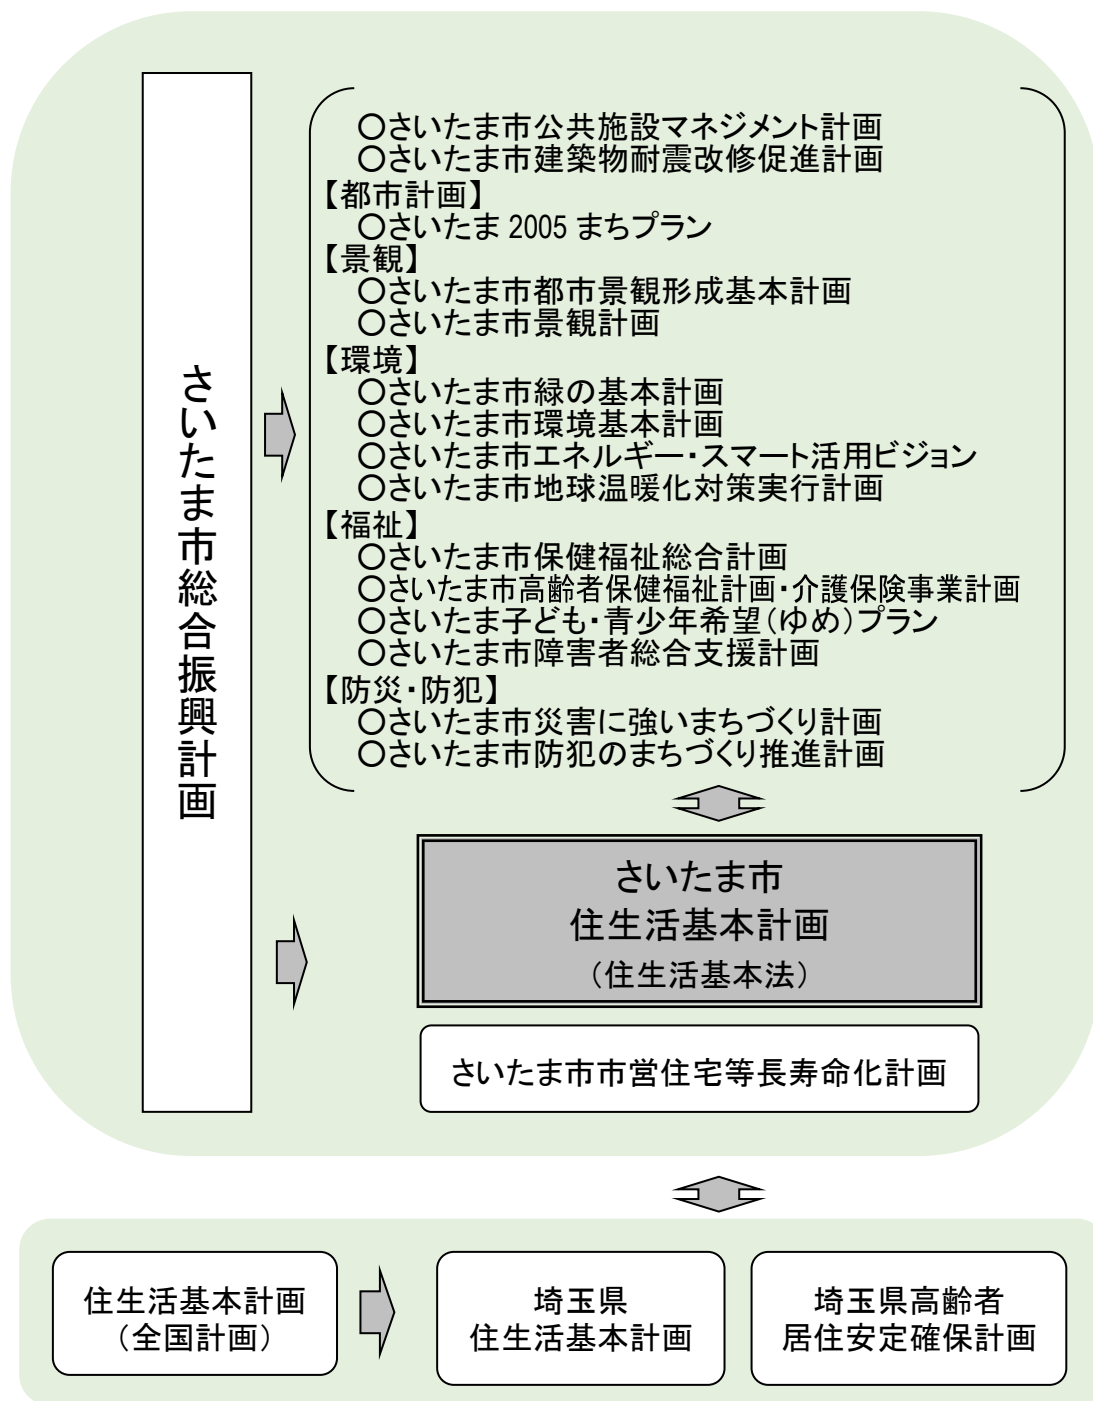 さいたま市総合振興計画
○さいたま市公共施設マネジメント計画
○さいたま市建築物耐震改修促進計画
【都市計画】
○さいたま 2005 まちプラン
【景観】
○さいたま市都市景観形成基本計画
○さいたま市景観計画
【環境】
○さいたま市緑の基本計画
○さいたま市環境基本計画
○さいたま市エネルギー・スマート活用ビジョン
○さいたま市地球温暖化対策実行計画
【福祉】
○さいたま市保健福祉総合計画
○さいたま市高齢者保健福祉計画・介護保険事業計画
○さいたま子ども・青少年希望（ゆめ）プラン
○さいたま市障害者総合支援計画
【防災・防犯】
○さいたま市災害に強いまちづくり計画
○さいたま市防犯のまちづくり推進計画
さいたま市
住生活基本計画
（住生活基本法）
さいたま市市営住宅等長寿命化計画
住生活基本計画
（全国計画）
埼玉県
住生活基本計画
埼玉県高齢者
居住安定確保計画